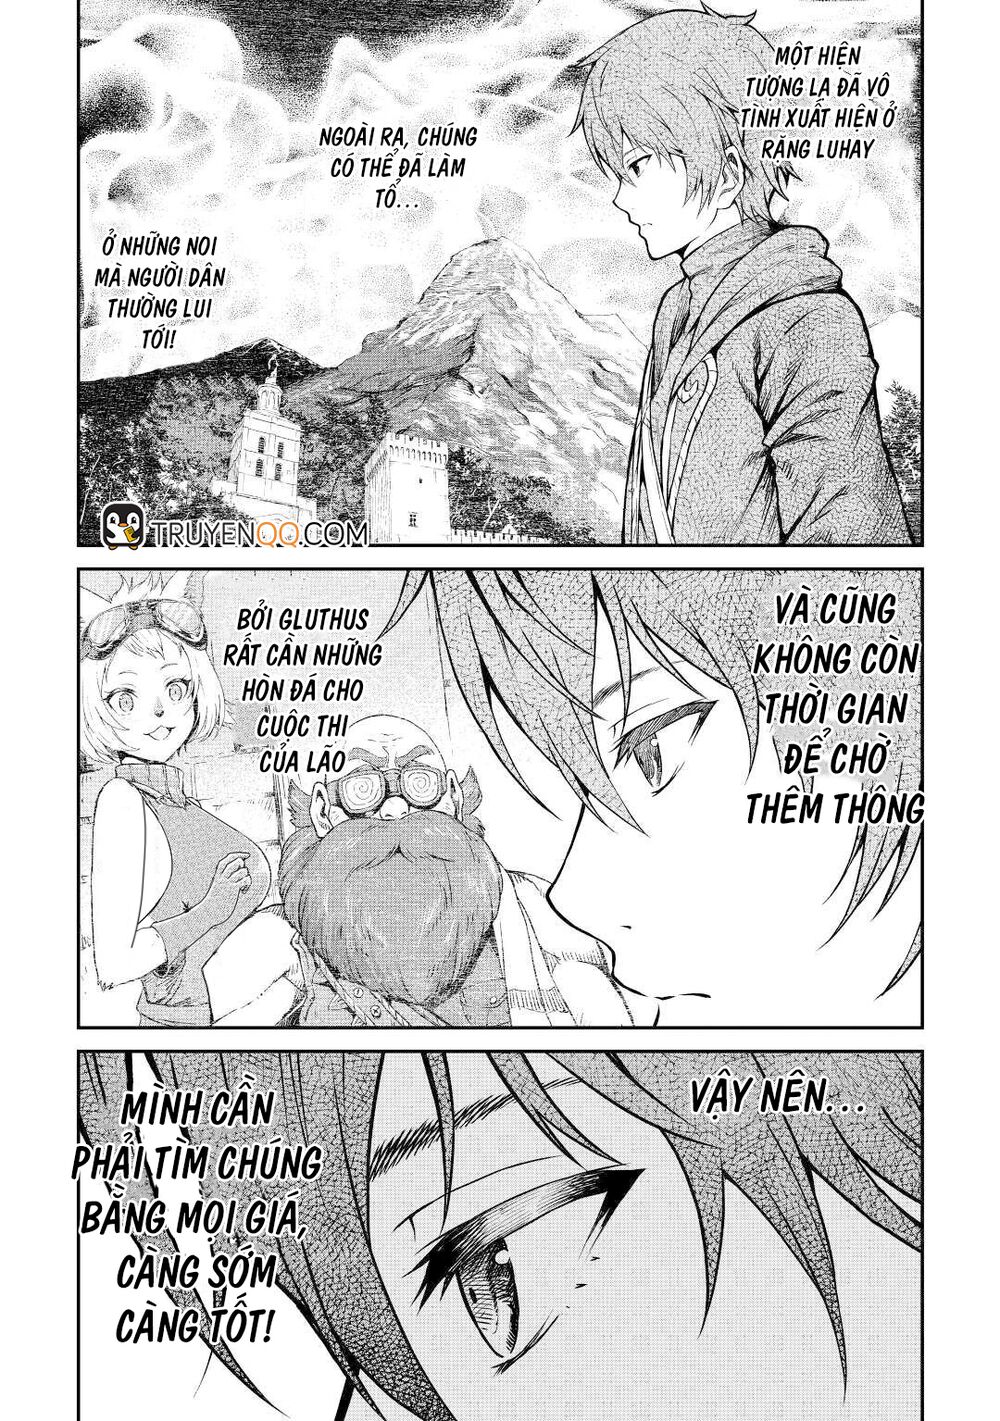 MỘT HIỆN
TƯỢNG LẠ ĐÃ VÔ
TÌNH XUẤT HIỆN Ở
RẶNG LUHAY
NGOÀI RA, CHÚNG
CÓ THỂ ĐÃ LÀM
TỔ...
Ở NHỮNG NOI
MÀ NGƯỜI DÂN
THƯỜNG LUI
TỚI!
TRUYENQQ.COM
VÀ CŨNG
KHÔNG CÒN
THỜI GIAN
ĐỂ CHỜ
THÊM THÔNG
BỞI GLUTHUS
RẤT CẦN NHỮNG
HÒN ĐÁ CHO
CUỘC THI
CỦA LÃO
VẬY NÊN...
MÌNH CẦN
PHẢI TÌM CHÚNG
BẰNG MỌI GIÁ,
CÀNG SỚM
CÀNG TỐT!